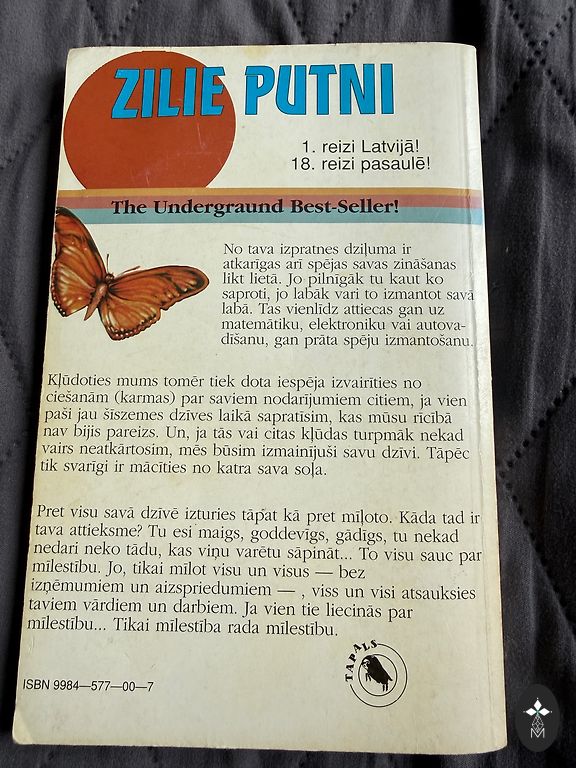 ZILIE PUTNI
1. reizi Latvijā!
18. reizi pasaulē!
The Undergraund Best-Seller!
No tava izpratnes dziļuma ir
atkarīgas arī spējas savas zināšanas
likt lietā. Jo pilnīgāk tu kaut ko
saproti, jo labāk vari to izmantot savā
labā. Tas vienlīdz attiecas gan uz
matemātiku, elektroniku vai autova-
dīšanu, gan prāta spēju izmantošanu.
Kļūdoties mums tomēr tiek dota iespēja izvairīties no
ciešanām (karmas) par saviem nodarījumiem citiem, ja vien
paši jau šīszemes dzīves laikā sapratīsim, kas mūsu rīcībā
nav bijis pareizs. Un, ja tās vai citas kļūdas turpmāk nekad
vairs neatkārtosim, mēs būsim izmainījuši savu dzīvi. Tāpēc
tik svarīgi ir mācīties no katra sava soļa.
Pret visu savā dzīvē izturies tāpat kā pret mīļoto. Kāda tad ir
tava attieksme? Tu esi maigs, goddevīgs, gādīgs, tu nekad
nedari neko tādu, kas viņu varētu sāpināt... To visu sauc par
mīlestību. Jo, tikai mīlot visu un visus — bez
izņēmumiem un aizspriedumiem — , viss un visi atsauksies
taviem vārdiem un darbiem. Ja vien tie liecinās par
mīlestību... Tikai mīlestība rada mīlestību.
TAPALS
ISBN 9984—577—00—7
M